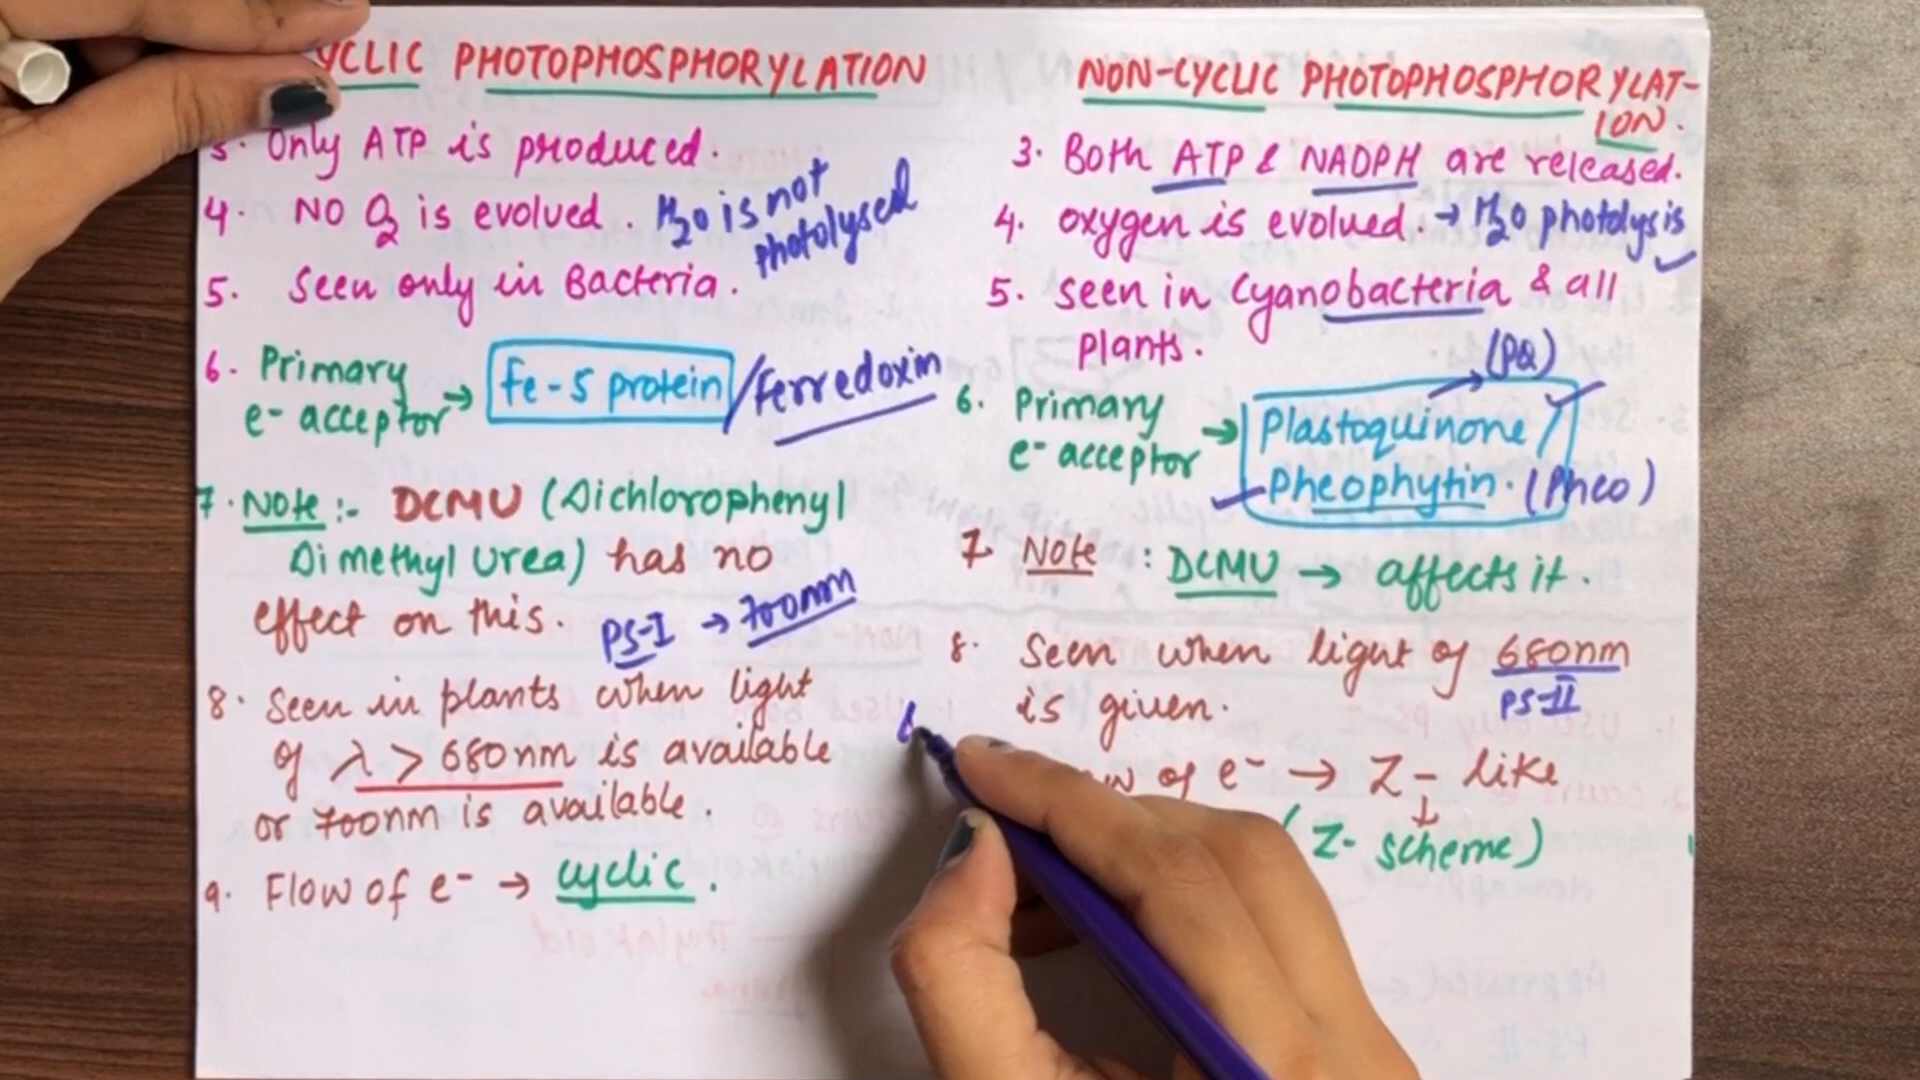 YCLIC PHOTOPHOSPHORYLATION
3. Only ATP is produced.
4. NO O2 is evolved. H2O is not
photolysed
5. Seen only in Bacteria.
6. Primary
e- acceptor → Fe-S protein / Ferredoxin
7. Note :- DCMU (Dichlorophenyl
Dimethyl Urea) has no
effect on this. PS-I → 700nm
8. Seen in plants when light
of λ > 680nm is available
or 700nm is available.
9. Flow of e- → cyclic.
NON-CYCLIC PHOTOPHOSPHORYLAT-
ION.
3. Both ATP & NADPH are released.
4. oxygen is evolved. → H2O photolysis
5. seen in Cyanobacteria & all
Plants.
(PQ)
6. Primary
e- acceptor → Plastoquinone /
Pheophytin. (Pheo)
7 Note : DCMU → affects it.
8. Seen when light of 680nm
PS-II
is given.
of e- → Z- like
(Z- scheme)